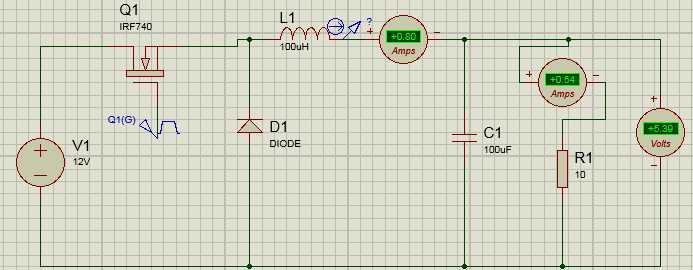 Q1
IRF740
L1
100uH
?
+
+0.80
Amps
−
+
+0.54
Amps
−
Q1(G)
V1
12V
+
−
D1
DIODE
C1
100uF
R1
10
+
+5.39
Volts
−